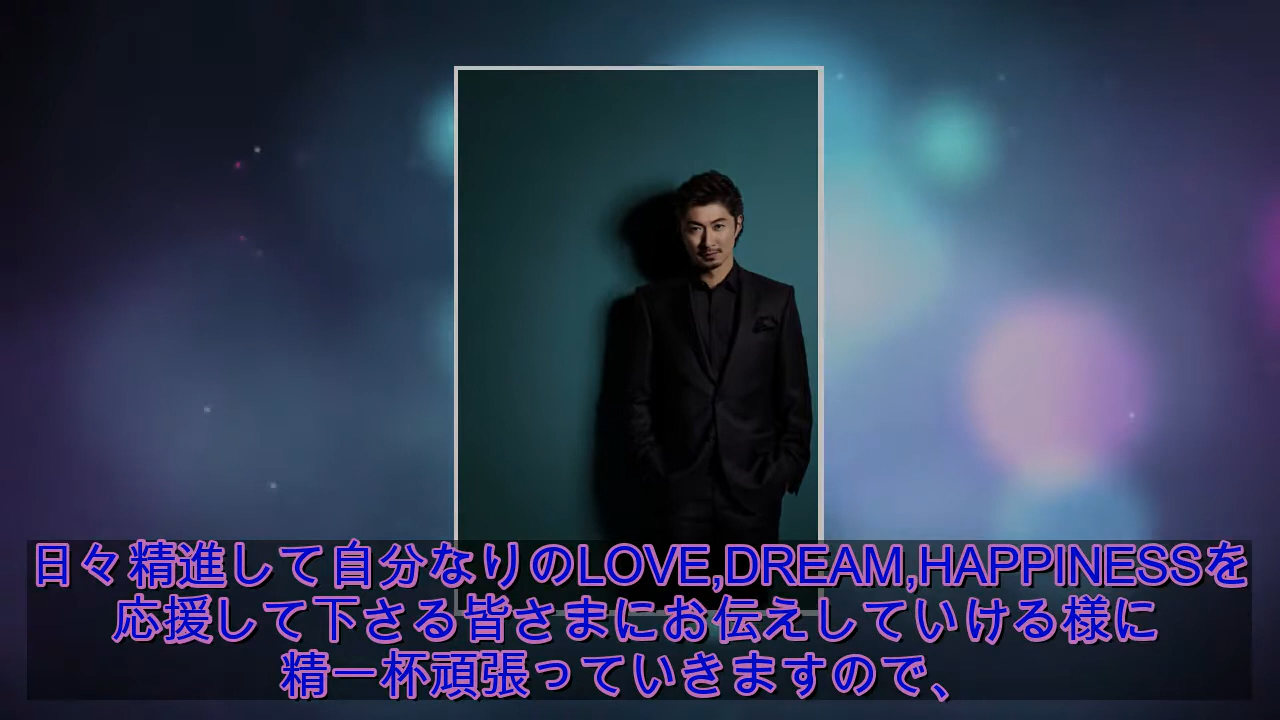 日々精進して自分なりのLOVE,DREAM,HAPPINESSを
応援して下さる皆さまにお伝えしていける様に
精一杯頑張っていきますので、